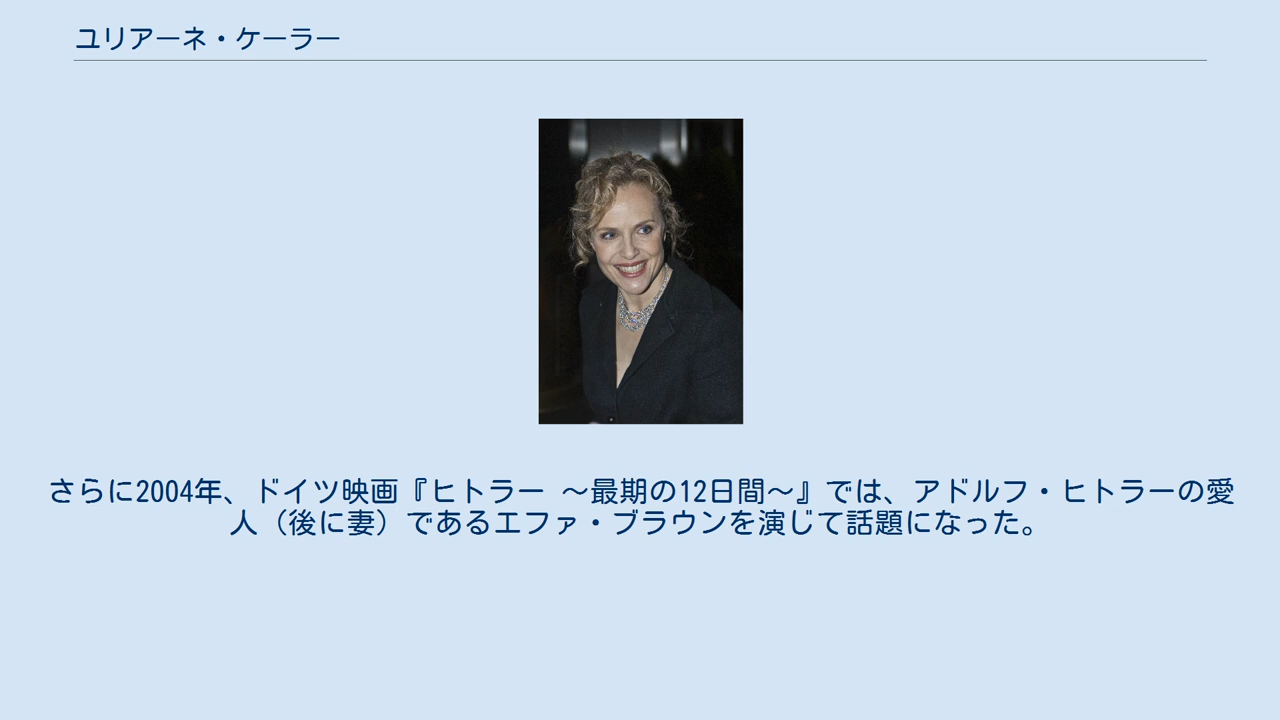 ユリアーネ・ケーラー
さらに2004年、ドイツ映画『ヒトラー 〜最期の12日間〜』では、アドルフ・ヒトラーの愛
人（後に妻）であるエファ・ブラウンを演じて話題になった。